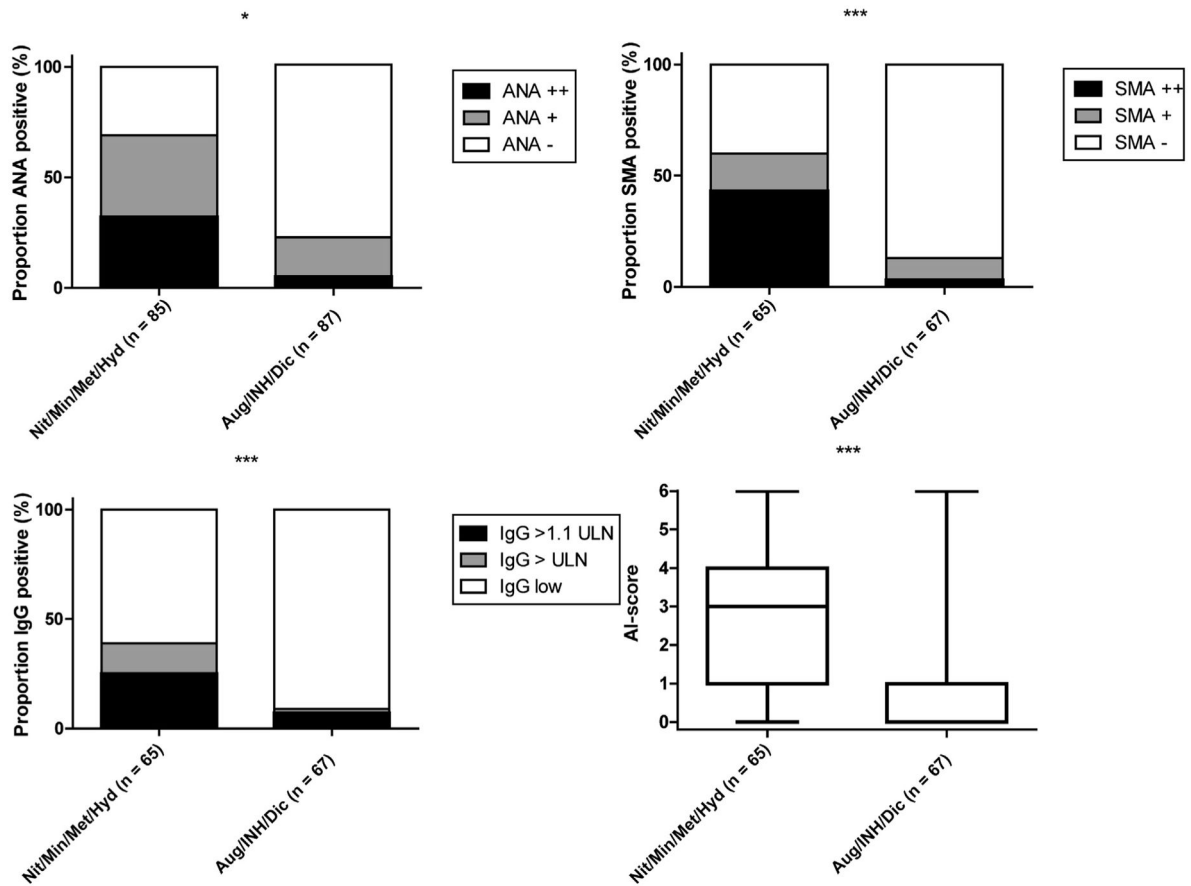 *
Proportion ANA positive (%)
100
50
0
Nit/Min/Met/Hyd (n = 85)
Aug/INH/Dic (n = 87)
ANA ++
ANA +
ANA -
***
Proportion SMA positive (%)
100
50
0
Nit/Min/Met/Hyd (n = 65)
Aug/INH/Dic (n = 67)
SMA ++
SMA +
SMA -
***
Proportion IgG positive (%)
100
50
0
Nit/Min/Met/Hyd (n = 65)
Aug/INH/Dic (n = 67)
IgG >1.1 ULN
IgG > ULN
IgG low
***
AI-score
6
5
4
3
2
1
0
Nit/Min/Met/Hyd (n = 65)
Aug/INH/Dic (n = 67)